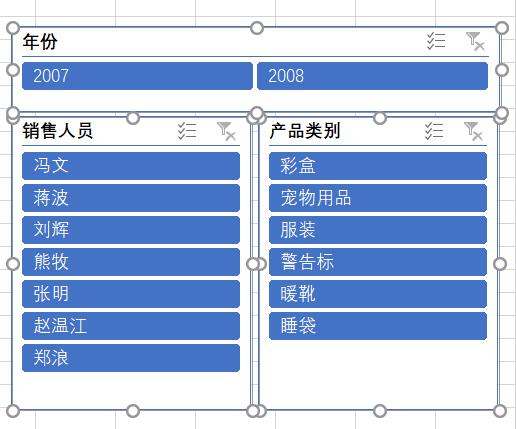 年份
2007 2008
销售人员 产品类别
冯文 彩盒
蒋波 宠物用品
刘辉 服装
熊牧 警告标
张明 暖靴
赵温江 睡袋
郑浪